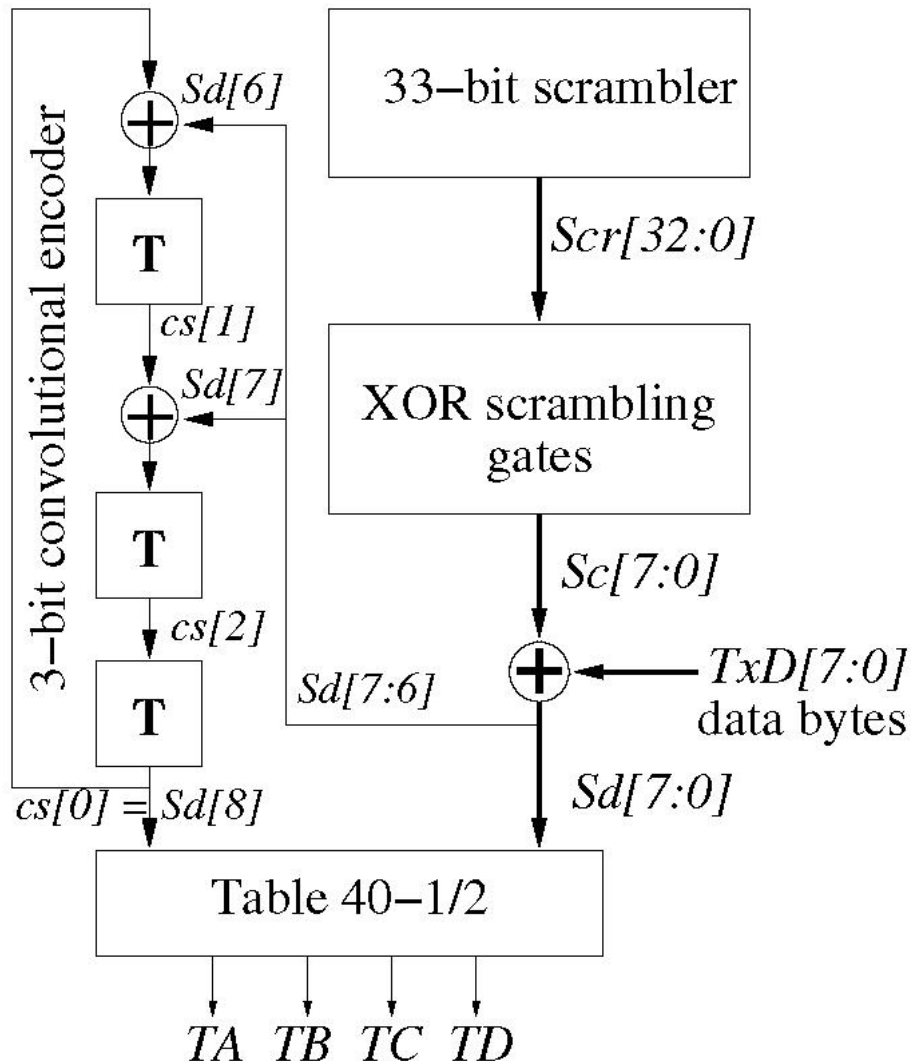 33−bit scrambler
Scr[32:0]
XOR scrambling
gates
Sc[7:0]
TxD[7:0]
data bytes
Sd[7:0]
3−bit convolutional encoder
Sd[6]
T
cs[1]
Sd[7]
T
cs[2]
Sd[7:6]
T
cs[0] = Sd[8]
Table 40−1/2
TA TB TC TD